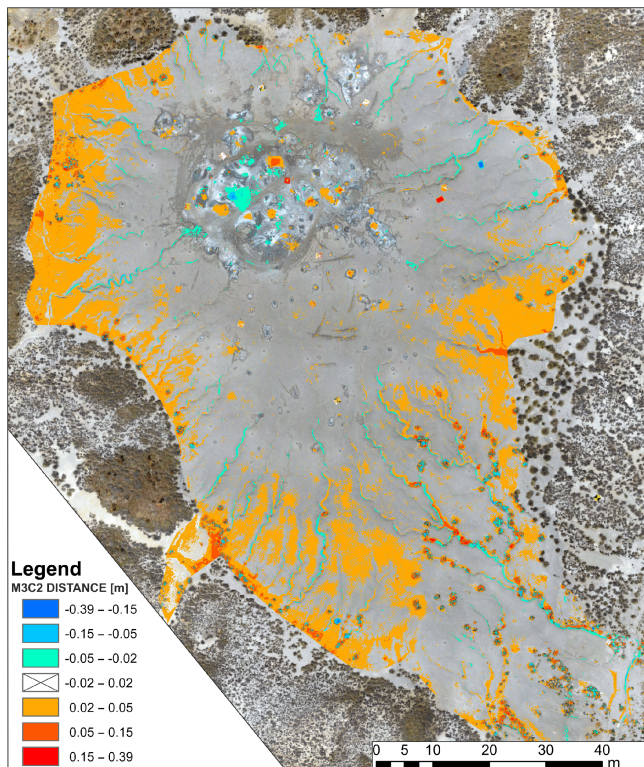 Legend
M3C2 DISTANCE [m]
-0.39 – -0.15
-0.15 – -0.05
-0.05 – -0.02
-0.02 – 0.02
0.02 – 0.05
0.05 – 0.15
0.15 – 0.39
0 5 10 20 30 40
m